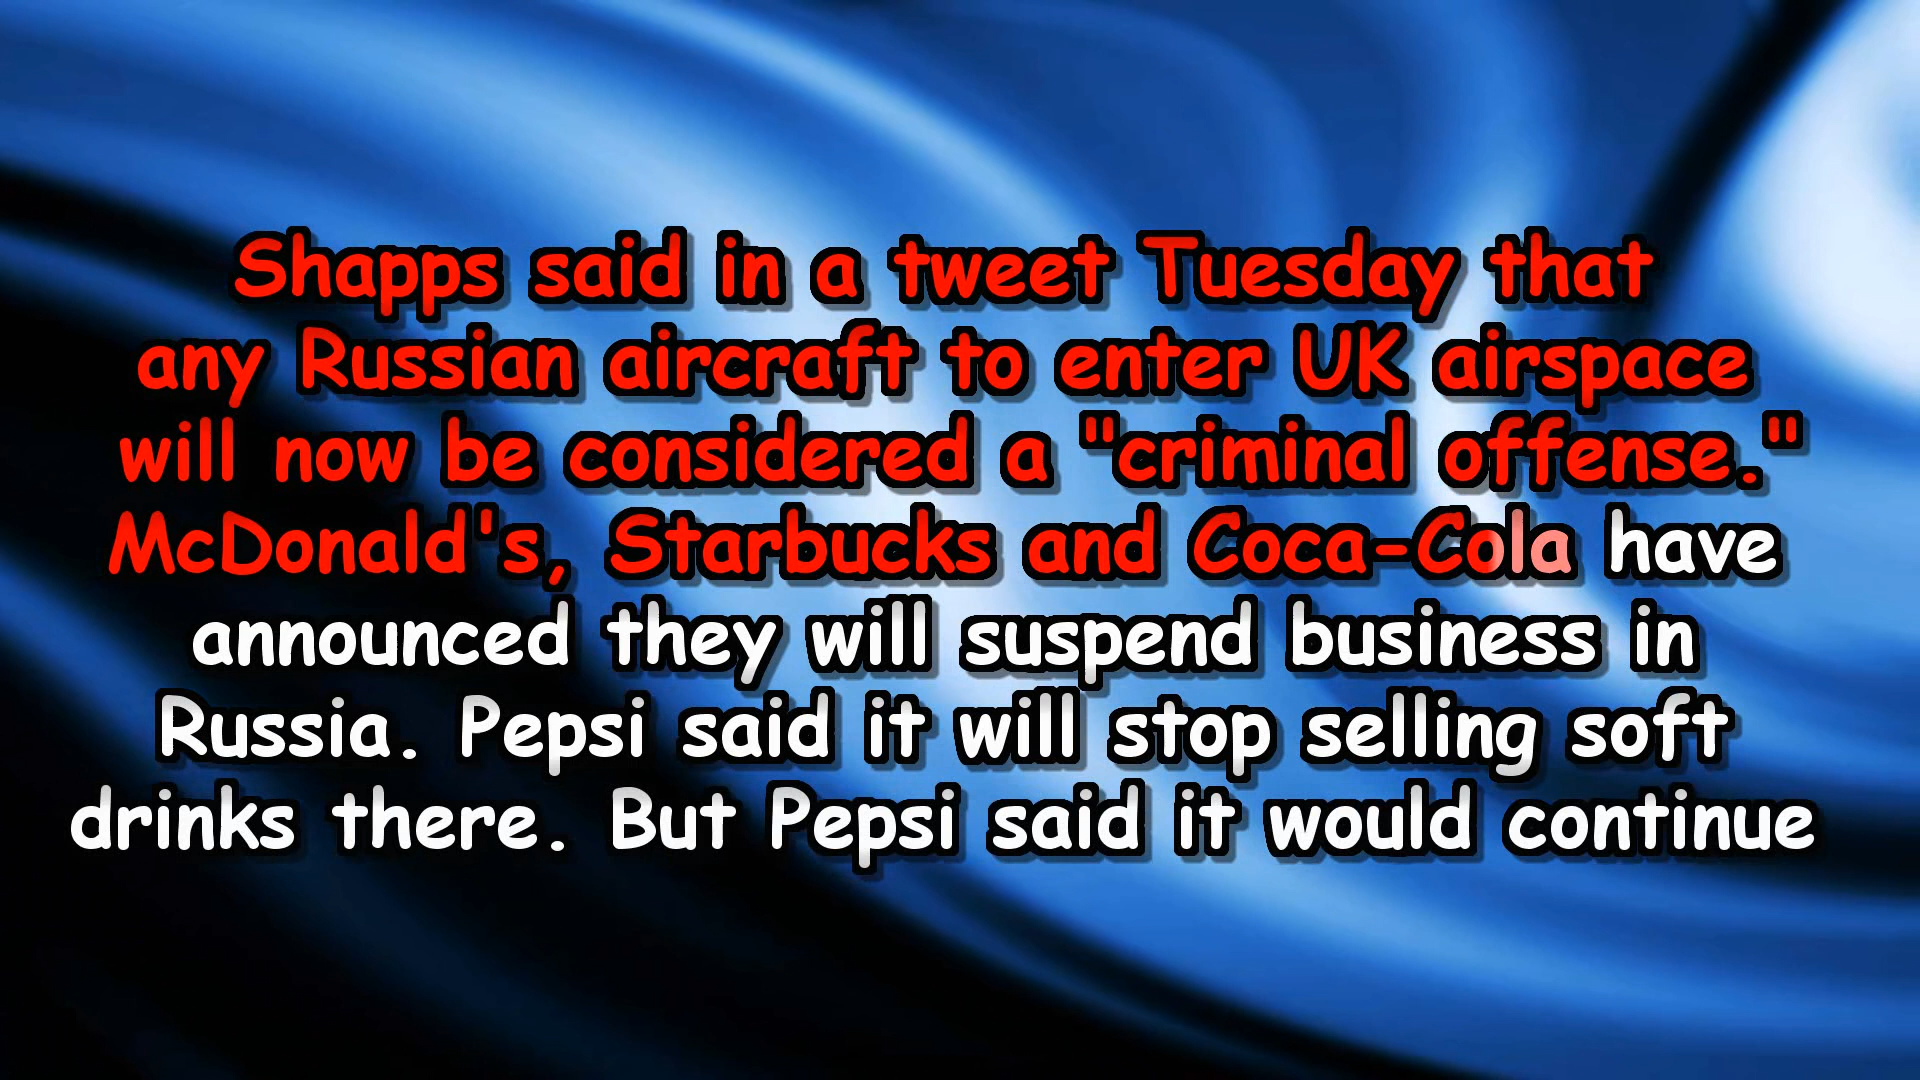 Shapps said in a tweet Tuesday that
any Russian aircraft to enter UK airspace
will now be considered a "criminal offense."
McDonald's, Starbucks and Coca-Cola have
announced they will suspend business in
Russia. Pepsi said it will stop selling soft
drinks there. But Pepsi said it would continue